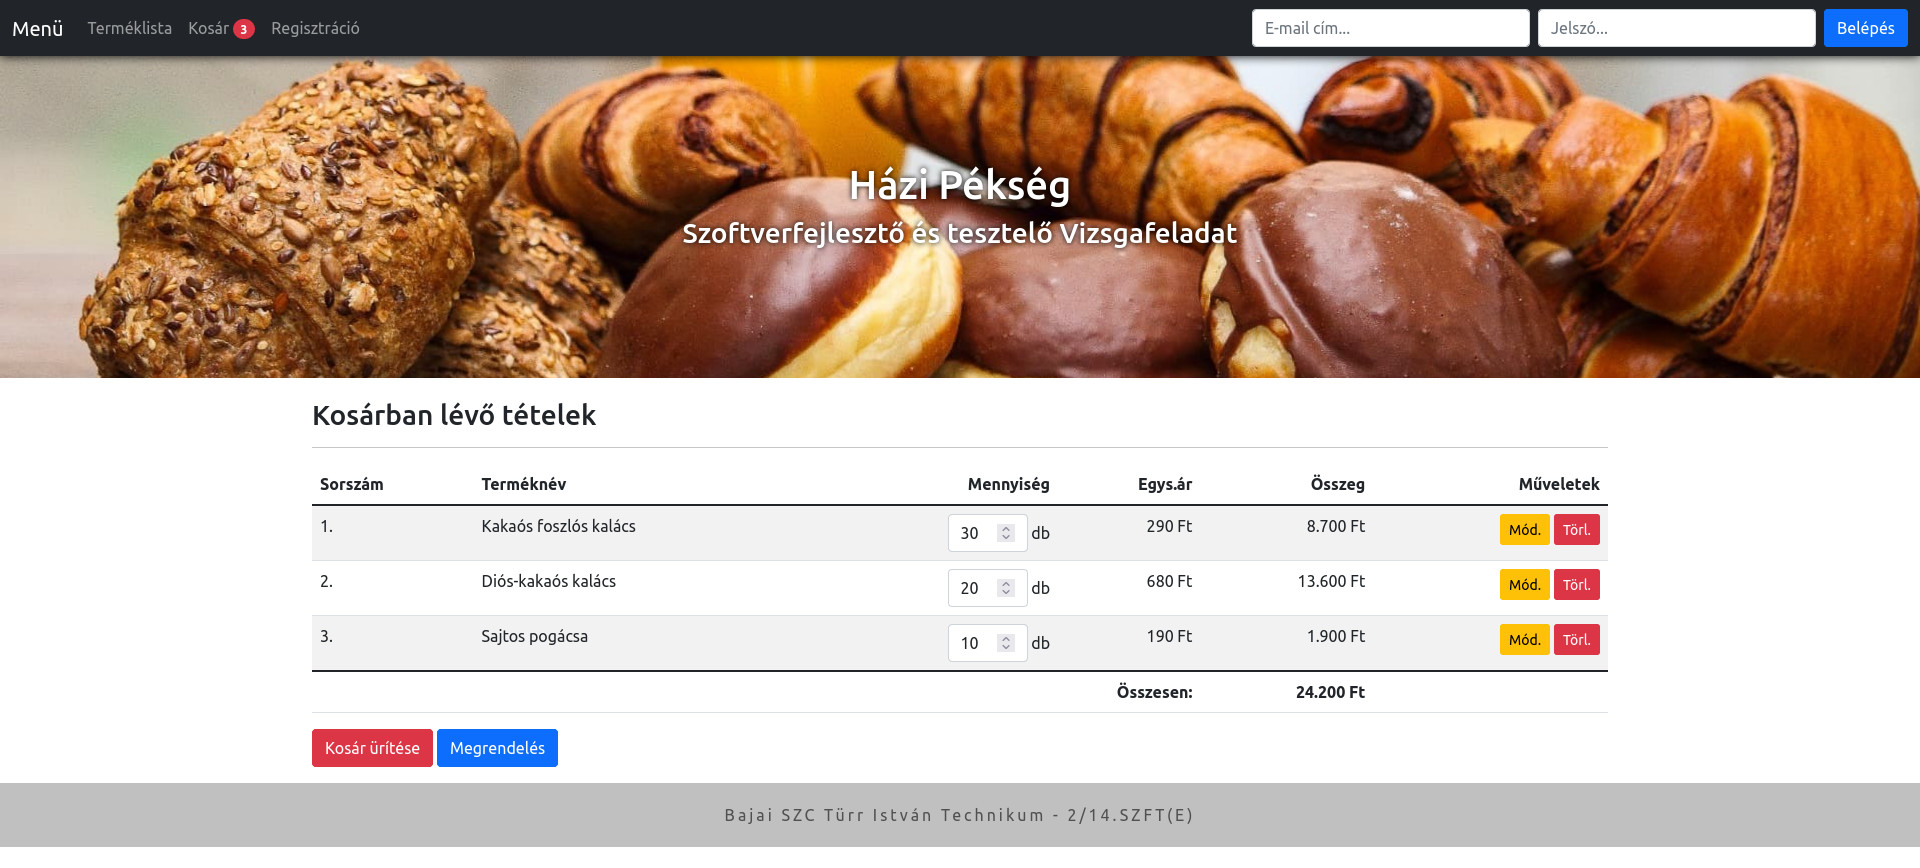 Menü Terméklista Kosár 3 Regisztráció E-mail cím... Jelszó... Belépés
Házi Pékség
Szoftverfejlesztő és tesztelő Vizsgafeladat
Kosárban lévő tételek
Sorszám Terméknév Mennyiség Egys.ár Összeg Műveletek
1. Kakaós foszlós kalács 30 db 290 Ft 8.700 Ft Mód. Törl.
2. Diós-kakaós kalács 20 db 680 Ft 13.600 Ft Mód. Törl.
3. Sajtos pogácsa 10 db 190 Ft 1.900 Ft Mód. Törl.
Összesen: 24.200 Ft
Kosár ürítése Megrendelés
Bajai SZC Türr István Technikum - 2/14.SZFT(E)